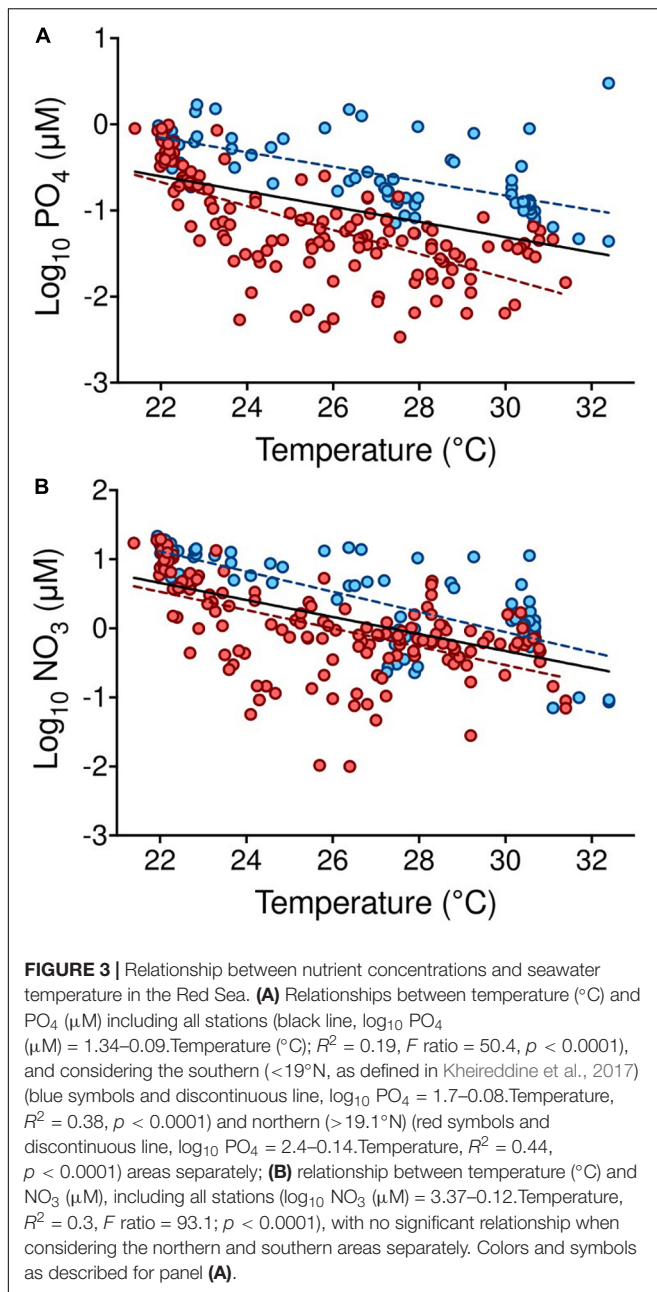 A
1
0
-1
-2
-3
Log10 PO4 (µM)
22 24 26 28 30 32
Temperature (°C)
B
2
1
0
-1
-2
-3
Log10 NO3 (µM)
22 24 26 28 30 32
Temperature (°C)
FIGURE 3 | Relationship between nutrient concentrations and seawater
temperature in the Red Sea. (A) Relationships between temperature (°C) and
PO4 (µM) including all stations (black line, log10 PO4
(µM) = 1.34–0.09.Temperature (°C); R2 = 0.19, F ratio = 50.4, p < 0.0001),
and considering the southern (<19°N, as defined in Kheireddine et al., 2017)
(blue symbols and discontinuous line, log10 PO4 = 1.7–0.08.Temperature,
R2 = 0.38, p < 0.0001) and northern (>19.1°N) (red symbols and
discontinuous line, log10 PO4 = 2.4–0.14.Temperature, R2 = 0.44,
p < 0.0001) areas separately; (B) relationship between temperature (°C) and
NO3 (µM), including all stations (log10 NO3 (µM) = 3.37–0.12.Temperature,
R2 = 0.3, F ratio = 93.1; p < 0.0001), with no significant relationship when
considering the northern and southern areas separately. Colors and symbols
as described for panel (A).